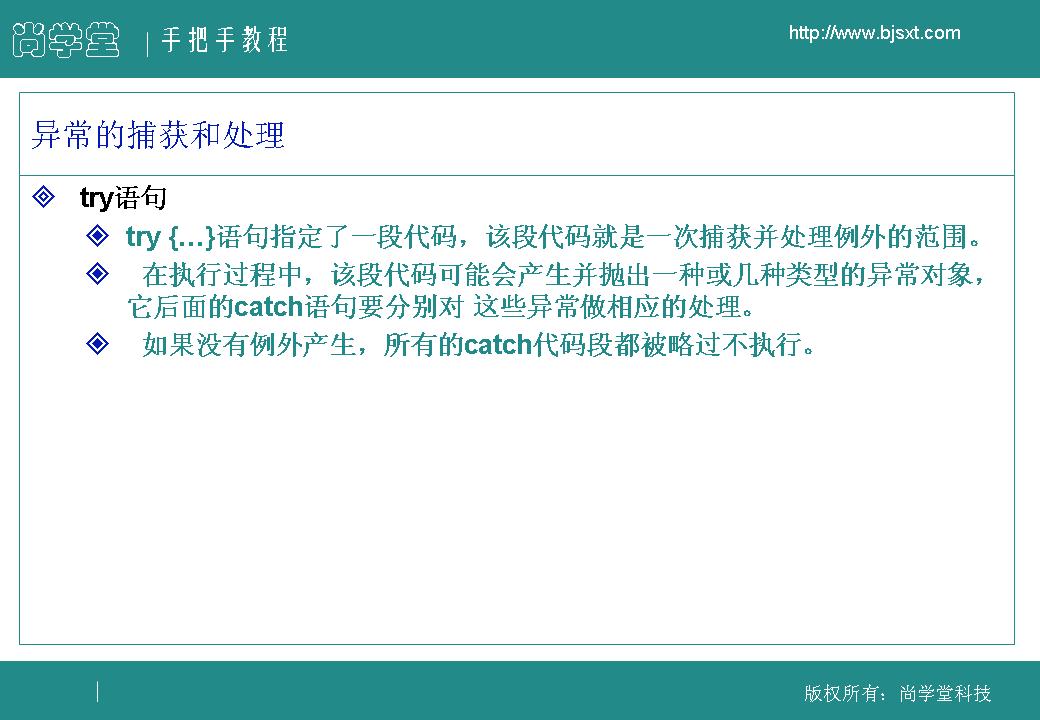 尚学堂
手把手教程
http://www.bjsxt.com
异常的捕获和处理
try语句
try {…}语句指定了一段代码，该段代码就是一次捕获并处理例外的范围。
在执行过程中，该段代码可能会产生并抛出一种或几种类型的异常对象，
它后面的catch语句要分别对 这些异常做相应的处理。
如果没有例外产生，所有的catch代码段都被略过不执行。
版权所有：尚学堂科技